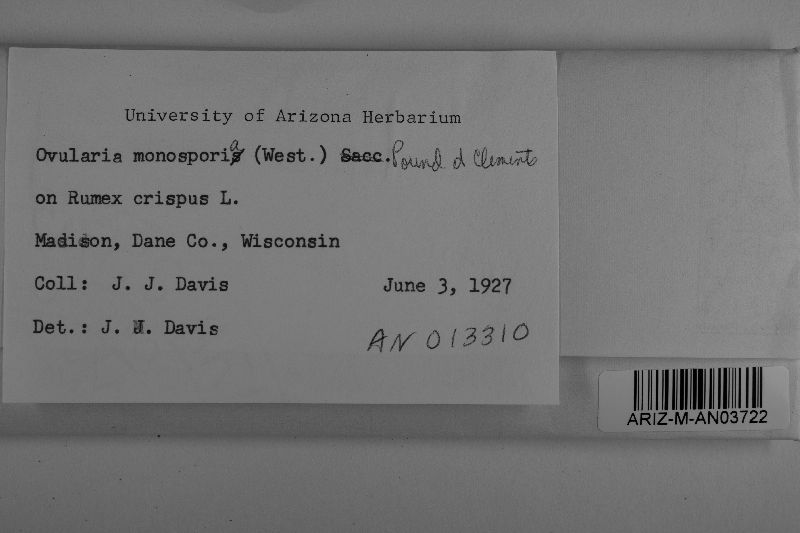 University of Arizona Herbarium
Ovularia monosporia (West.) Sacc. Pound & Clements
on Rumex crispus L.
Madison, Dane Co., Wisconsin
Coll: J. J. Davis June 3, 1927
Det.: J. J. Davis AN 013310
ARIZ-M-AN03722